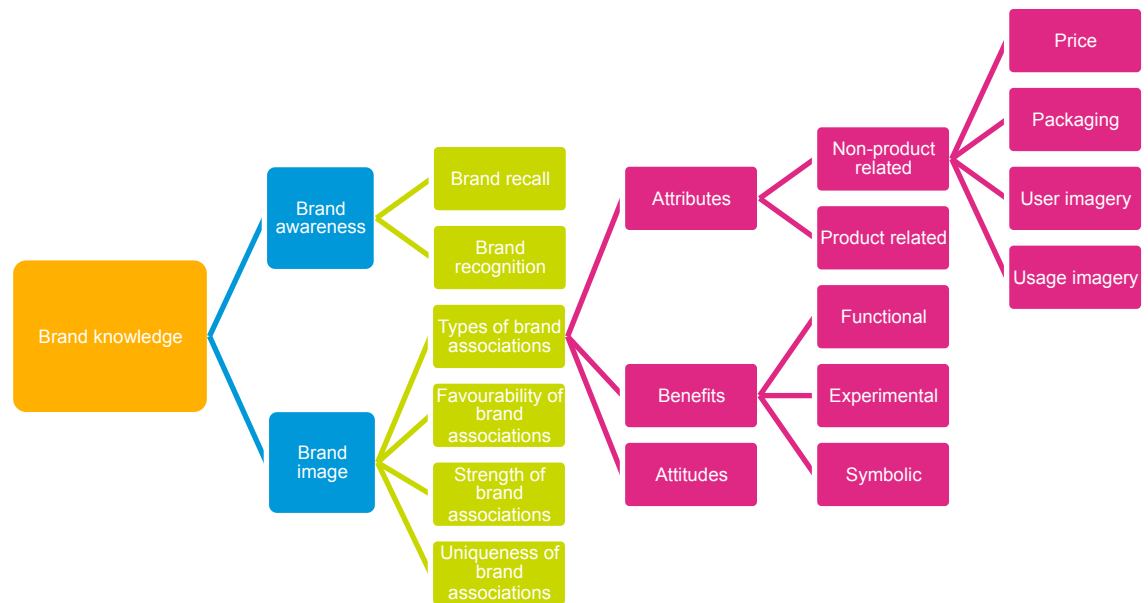 Brand knowledge
Brand
awareness
Brand
image
Brand recall
Brand
recognition
Types of brand
associations
Favourability of
brand
associations
Strength of
brand
associations
Uniqueness of
brand
associations
Attributes
Benefits
Attitudes
Non-product
related
Product related
Functional
Experimental
Symbolic
Price
Packaging
User imagery
Usage imagery